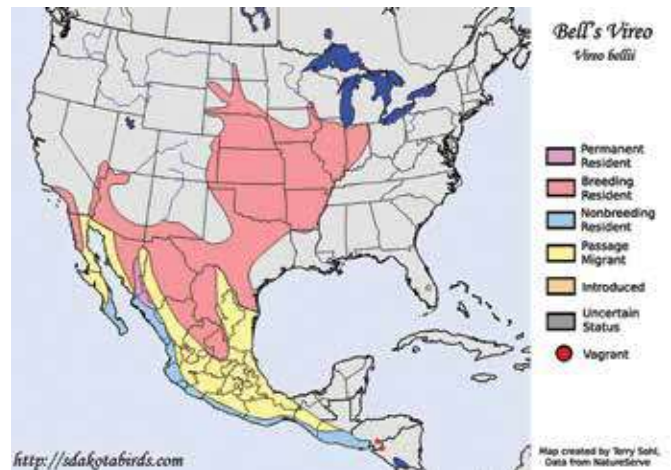 Bell's Vireo
Vireo bellii
Permanent
Resident
Breeding
Resident
Nonbreeding
Resident
Passage
Migrant
Introduced
Uncertain
Status
Vagrant
http://sdakotabirds.com
Map created by Terry Sohl,
Data from NatureServe